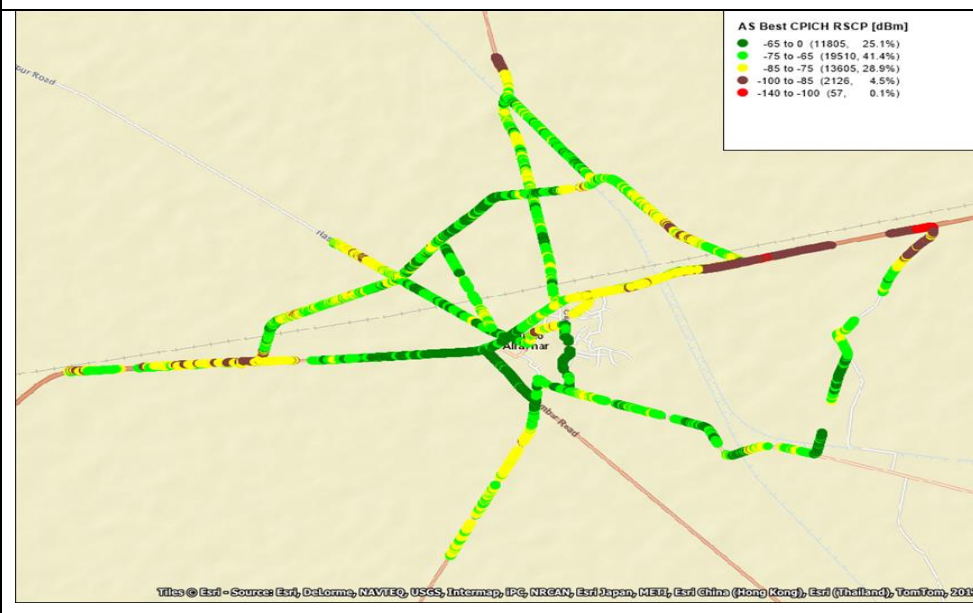 AS Best CPICH RSCP [dBm]
-65 to 0 (11805, 25.1%)
-75 to -65 (19510, 41.4%)
-85 to -75 (13605, 28.9%)
-100 to -85 (2126, 4.5%)
-140 to -100 (57, 0.1%)
bur Road
mbur Road
Tiles © Esri - Source: Esri, DeLorme, NAVTEQ, USGS, Intermap, iPC, NRCAN, Esri Japan, METI, Esri China (Hong Kong), Esri (Thailand), TomTom, 201